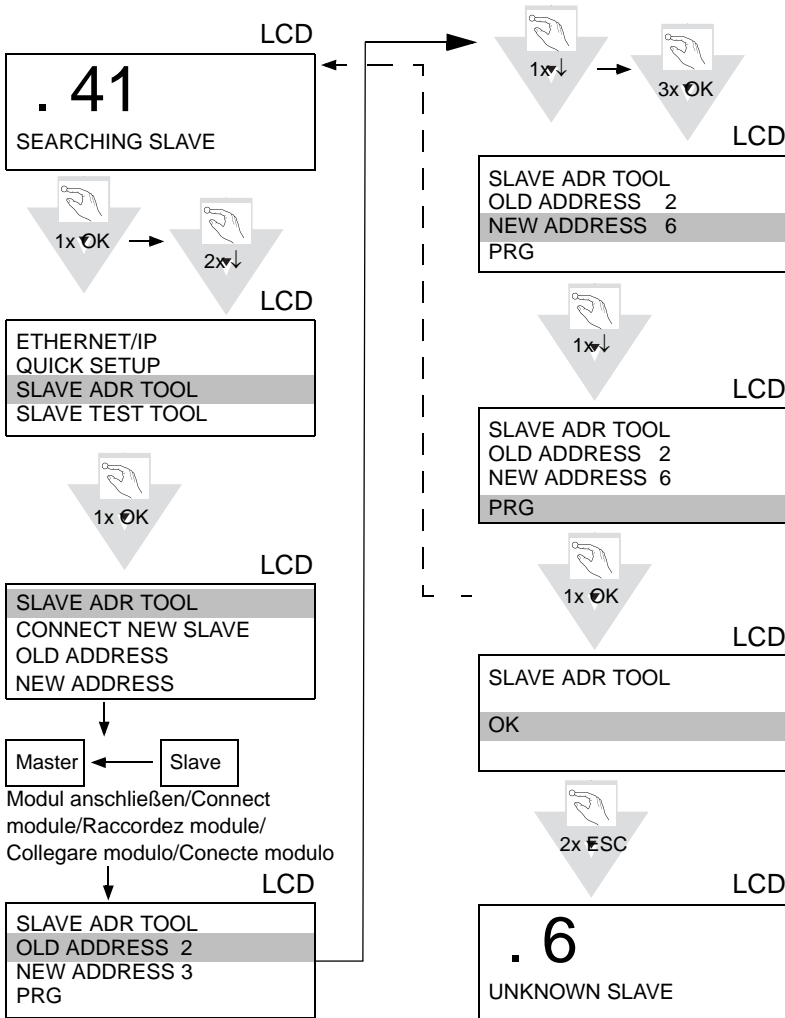 LCD
. 41
SEARCHING SLAVE
1x OK
2x↓
LCD
ETHERNET/IP
QUICK SETUP
SLAVE ADR TOOL
SLAVE TEST TOOL
1x OK
LCD
SLAVE ADR TOOL
CONNECT NEW SLAVE
OLD ADDRESS
NEW ADDRESS
Master
Slave
Modul anschließen/Connect
module/Raccordez module/
Collegare modulo/Conecte modulo
LCD
SLAVE ADR TOOL
OLD ADDRESS 2
NEW ADDRESS 3
PRG
1x↓
3x OK
LCD
SLAVE ADR TOOL
OLD ADDRESS 2
NEW ADDRESS 6
PRG
1x↓
LCD
SLAVE ADR TOOL
OLD ADDRESS 2
NEW ADDRESS 6
PRG
1x OK
LCD
SLAVE ADR TOOL
OK
2x ESC
LCD
. 6
UNKNOWN SLAVE